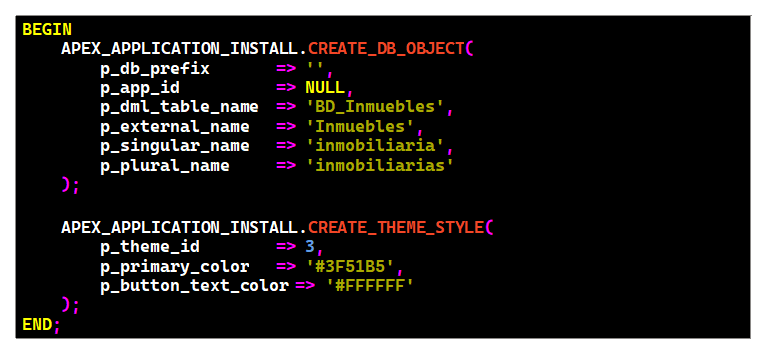 BEGIN
    APEX_APPLICATION_INSTALL.CREATE_DB_OBJECT(
        p_db_prefix       => '',
        p_app_id          => NULL,
        p_dml_table_name  => 'BD_Inmuebles',
        p_external_name   => 'Inmuebles',
        p_singular_name   => 'inmobiliaria',
        p_plural_name     => 'inmobiliarias'
    );

    APEX_APPLICATION_INSTALL.CREATE_THEME_STYLE(
        p_theme_id        => 3,
        p_primary_color   => '#3F51B5',
        p_button_text_color => '#FFFFFF'
    );
END;